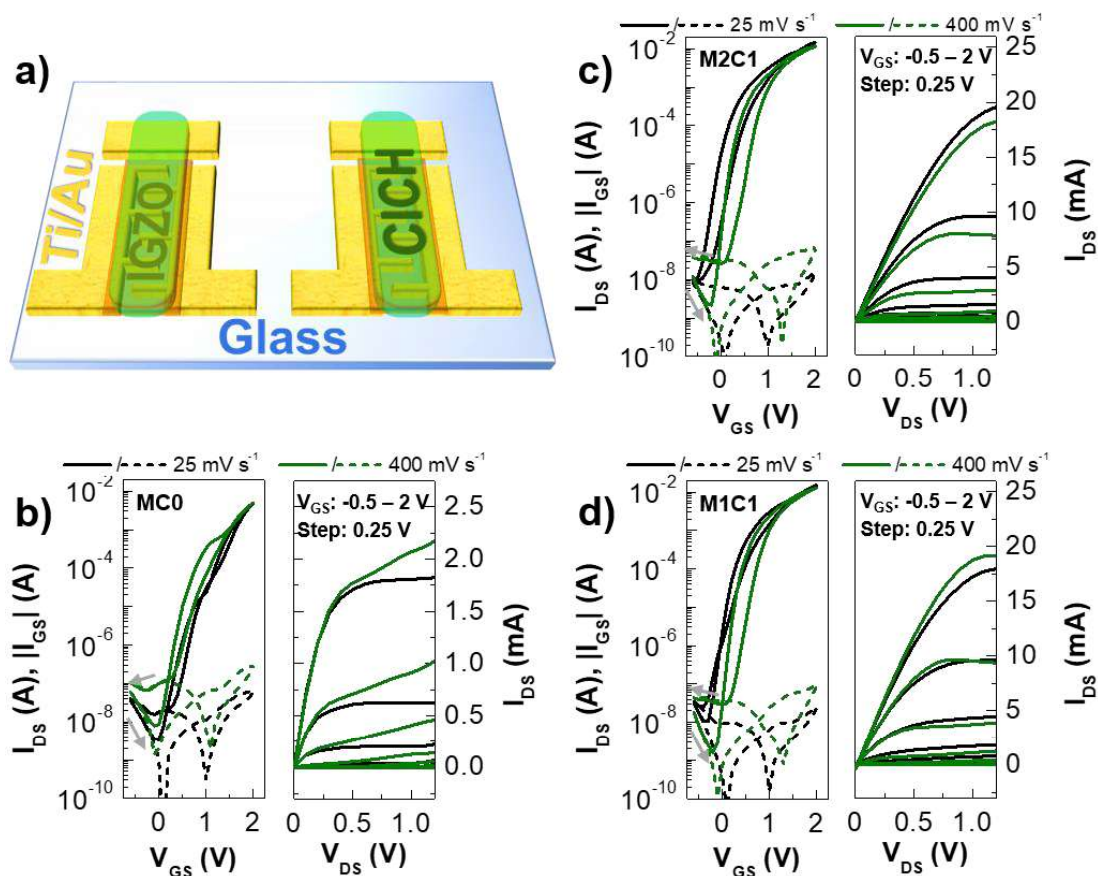 a)
Ti/Au
IGZO
CICH
Glass
c)
/ 25 mV s⁻¹ / 400 mV s⁻¹
M2C1
V_GS: -0.5 – 2 V
Step: 0.25 V
I_DS (A), ||I_GS| (A)
10⁻²
10⁻⁴
10⁻⁶
10⁻⁸
10⁻¹⁰
0 1 2
V_GS (V)
25
20
15
10
5
0
I_DS (mA)
0 0.5 1.0
V_DS (V)
b)
/ 25 mV s⁻¹ / 400 mV s⁻¹
MC0
V_GS: -0.5 – 2 V
Step: 0.25 V
I_DS (A), ||I_GS| (A)
10⁻²
10⁻⁴
10⁻⁶
10⁻⁸
10⁻¹⁰
0 1 2
V_GS (V)
2.5
2.0
1.5
1.0
0.5
0.0
I_DS (mA)
0 0.5 1.0
V_DS (V)
d)
/ 25 mV s⁻¹ / 400 mV s⁻¹
M1C1
V_GS: -0.5 – 2 V
Step: 0.25 V
I_DS (A), ||I_GS| (A)
10⁻²
10⁻⁴
10⁻⁶
10⁻⁸
10⁻¹⁰
0 1 2
V_GS (V)
25
20
15
10
5
0
I_DS (mA)
0 0.5 1.0
V_DS (V)